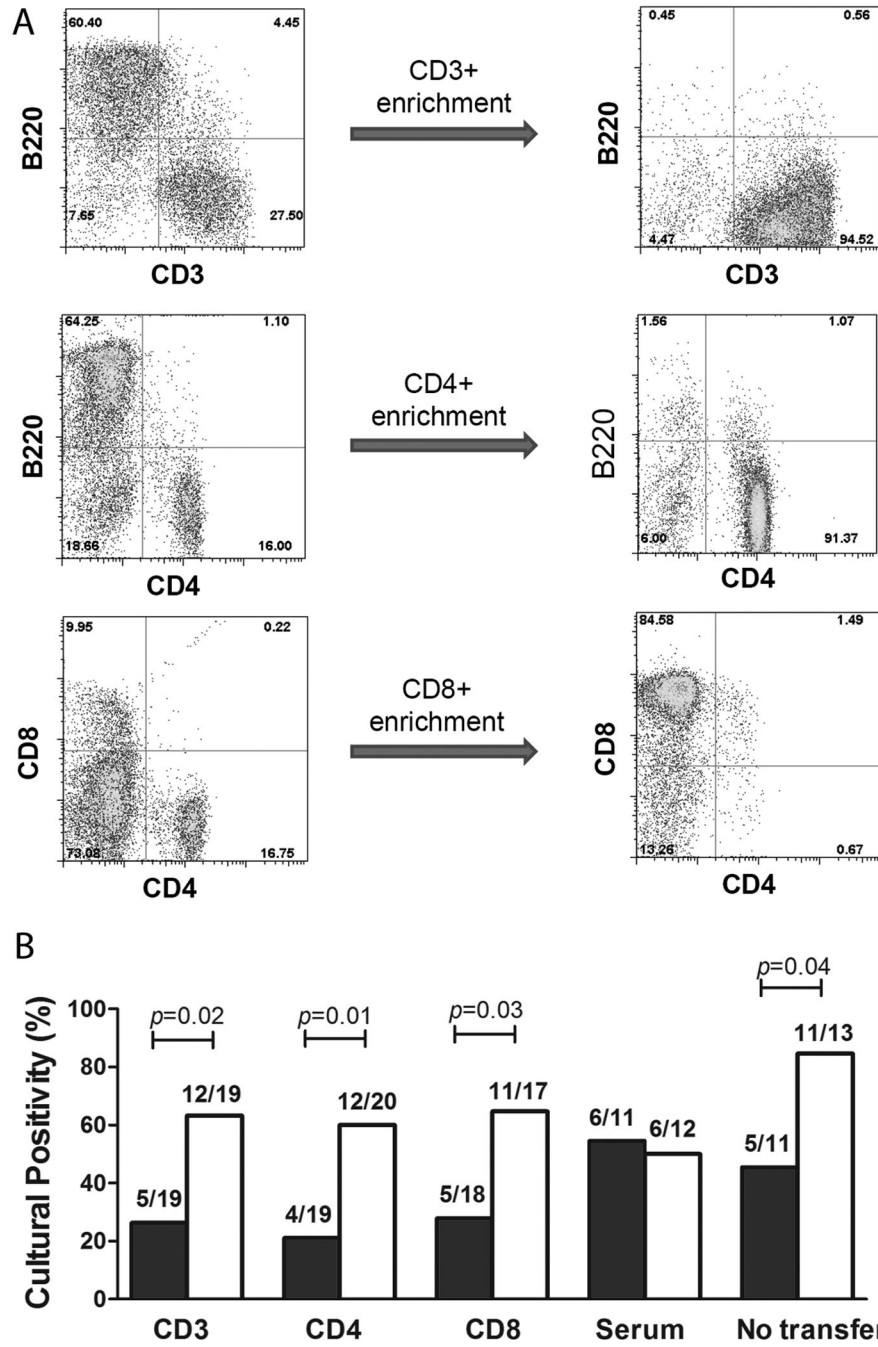 A
60.40 4.45
B220
7.65 27.50
CD3
CD3+
enrichment
0.45 0.56
B220
4.47 94.52
CD3
64.25 1.10
B220
18.66 16.00
CD4
CD4+
enrichment
1.56 1.07
B220
6.00 91.37
CD4
9.95 0.22
CD8
73.08 16.75
CD4
CD8+
enrichment
84.58 1.49
CD8
13.26 0.67
CD4
B
Cultural Positivity (%)
100
80
60
40
20
0
p=0.02 p=0.01 p=0.03 p=0.04
5/19 12/19 4/19 12/20 5/18 11/17 6/11 6/12 5/11 11/13
CD3 CD4 CD8 Serum No transfer